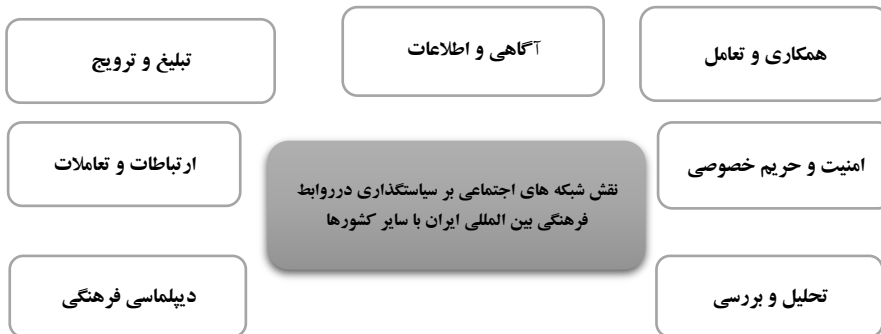 همکاری و تعامل
آگاهی و اطلاعات
تبلیغ و ترویج
امنیت و حریم خصوصی
ارتباطات و تعاملات
نقش شبکه های اجتماعی بر سیاستگذاری درروابط
فرهنگی بین المللی ایران با سایر کشورها
تحلیل و بررسی
دیپلماسی فرهنگی